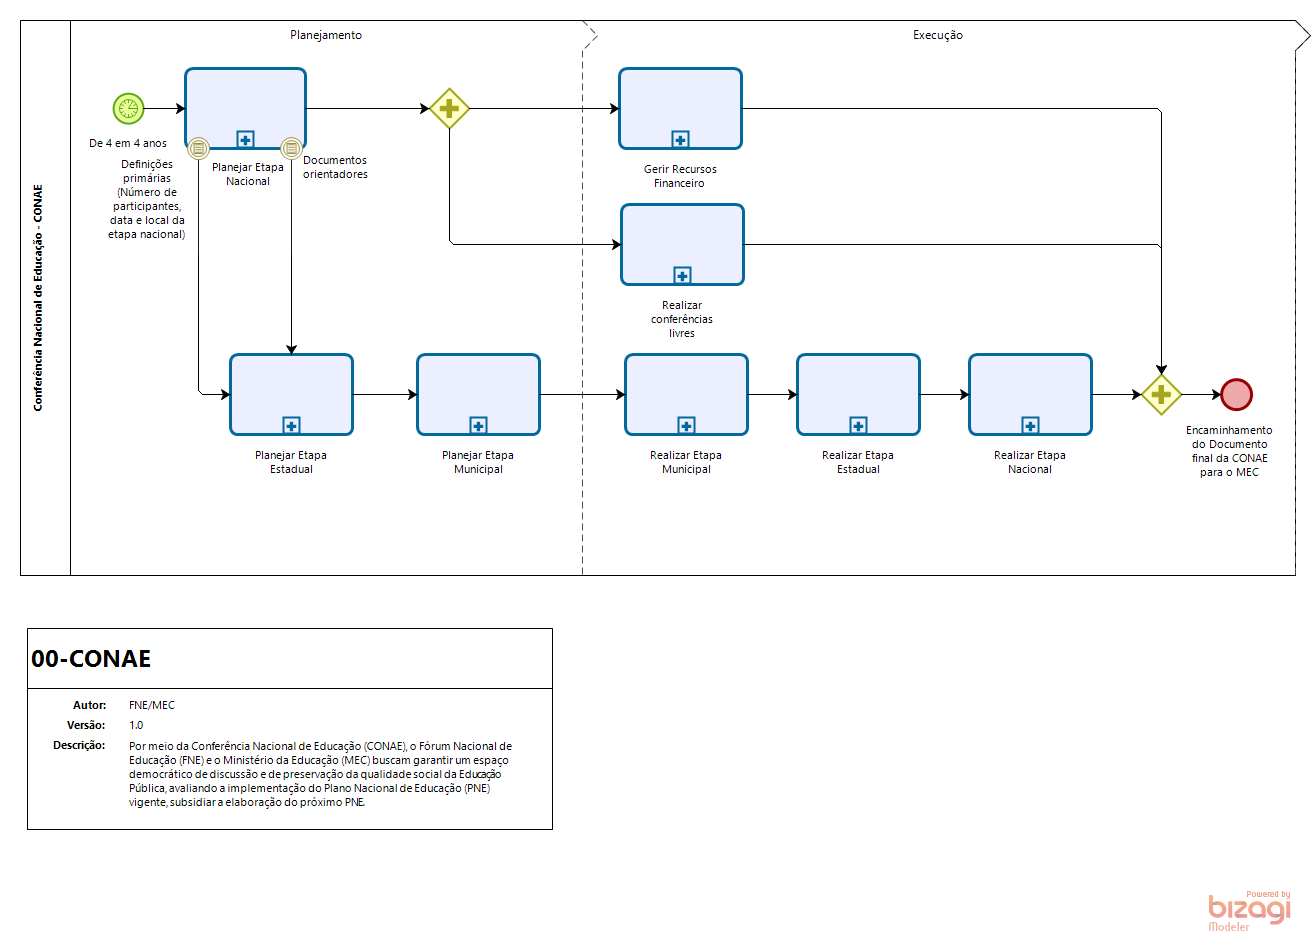 Planejamento
Execução
Conferência Nacional de Educação - CONAE
De 4 em 4 anos
Definições
primárias
(Número de
participantes,
data e local da
etapa nacional)
Planejar Etapa
Nacional
Documentos
orientadores
Gerir Recursos
Financeiro
Realizar
conferências
livres
Planejar Etapa
Estadual
Planejar Etapa
Municipal
Realizar Etapa
Municipal
Realizar Etapa
Estadual
Realizar Etapa
Nacional
Encaminhamento
do Documento
final da CONAE
para o MEC
00-CONAE
Autor: FNE/MEC
Versão: 1.0
Descrição: Por meio da Conferência Nacional de Educação (CONAE), o Fórum Nacional de
Educação (FNE) e o Ministério da Educação (MEC) buscam garantir um espaço
democrático de discussão e de preservação da qualidade social da Educação
Pública, avaliando a implementação do Plano Nacional de Educação (PNE)
vigente, subsidiar a elaboração do próximo PNE.
Powered by
bizagi
Modeler